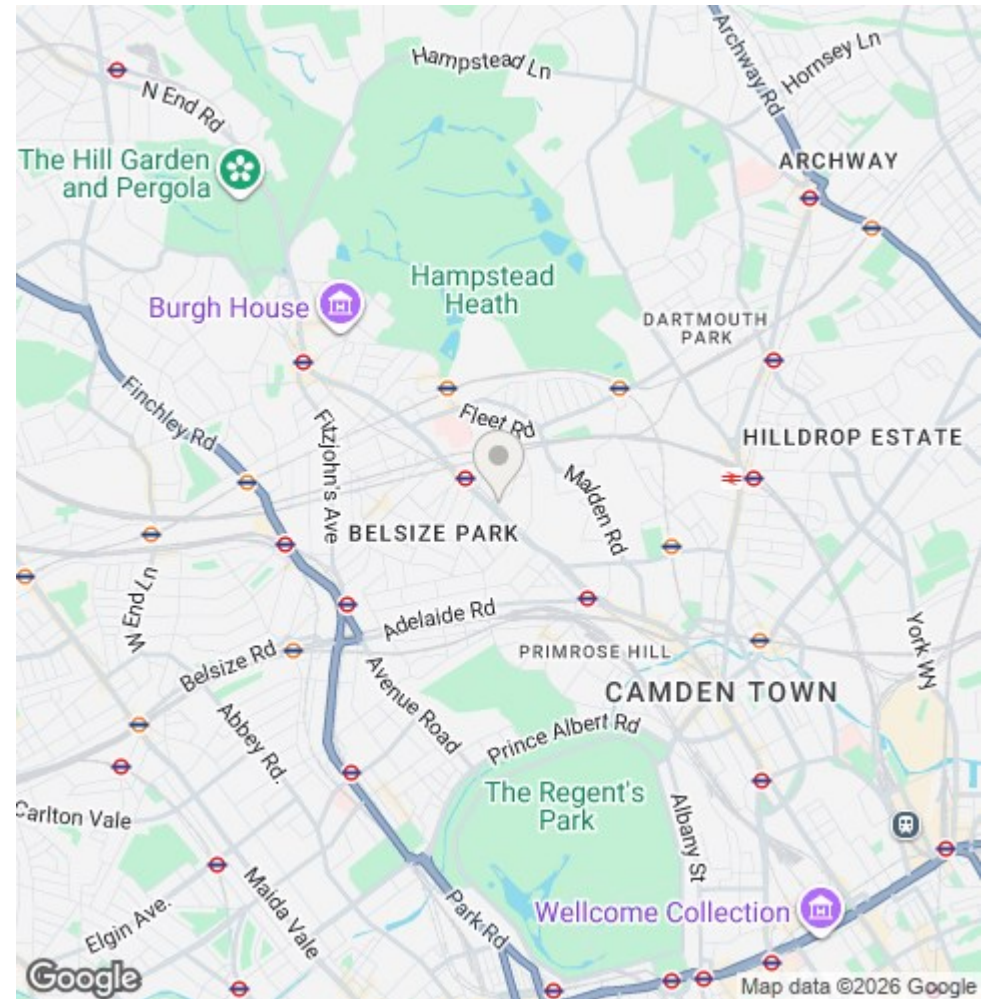 Hampstead Ln
Archway Rd
Hornsey Ln
N End Rd
The Hill Garden
and Pergola
ARCHWAY
Hampstead
Heath
Burgh House
DARTMOUTH
PARK
Finchley Rd
Fitzjohn's Ave
Fleet Rd
HILLDROP ESTATE
Malden Rd
BELSIZE PARK
W End Ln
Adelaide Rd
Belsize Rd
PRIMROSE HILL
York Wy
Avenue Road
CAMDEN TOWN
Abbey Rd.
Prince Albert Rd
The Regent's
Park
Carlton Vale
Albany St
Maida Vale
Elgin Ave.
Park Rd
Wellcome Collection
Google
Map data ©2026 Google